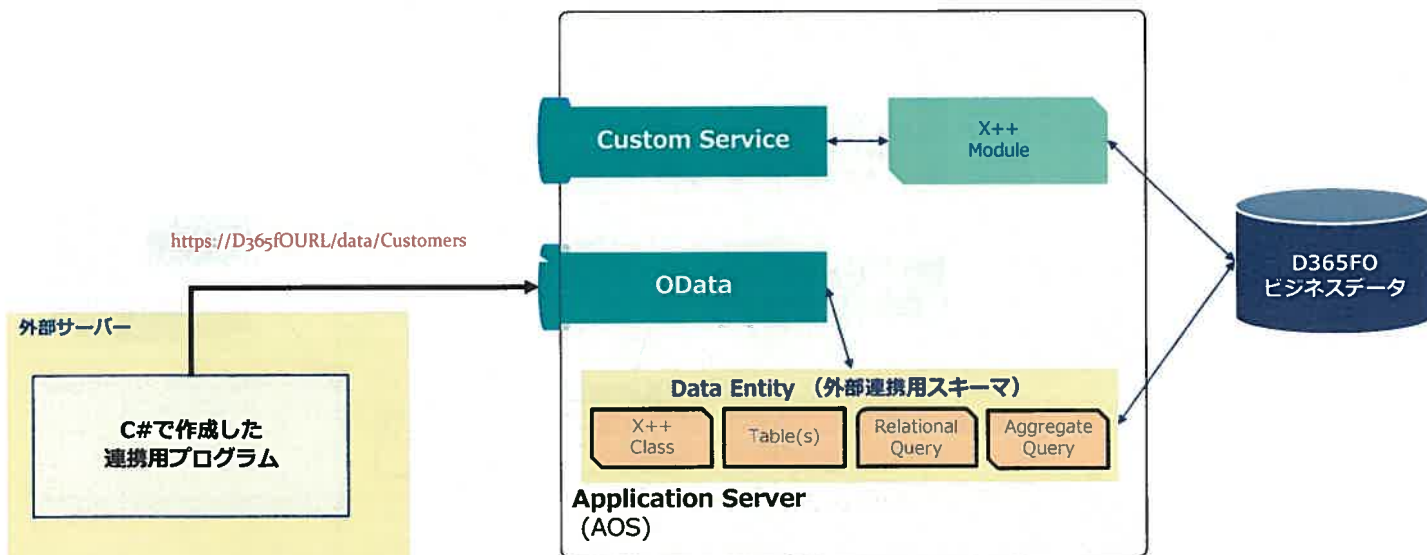 Custom Service
X++
Module
https://D365fOURL/data/Customers
OData
D365FO
ビジネスデータ
外部サーバー
C#で作成した
連携用プログラム
Data Entity （外部連携用スキーマ）
X++
Class
Table(s)
Relational
Query
Aggregate
Query
Application Server
(AOS)